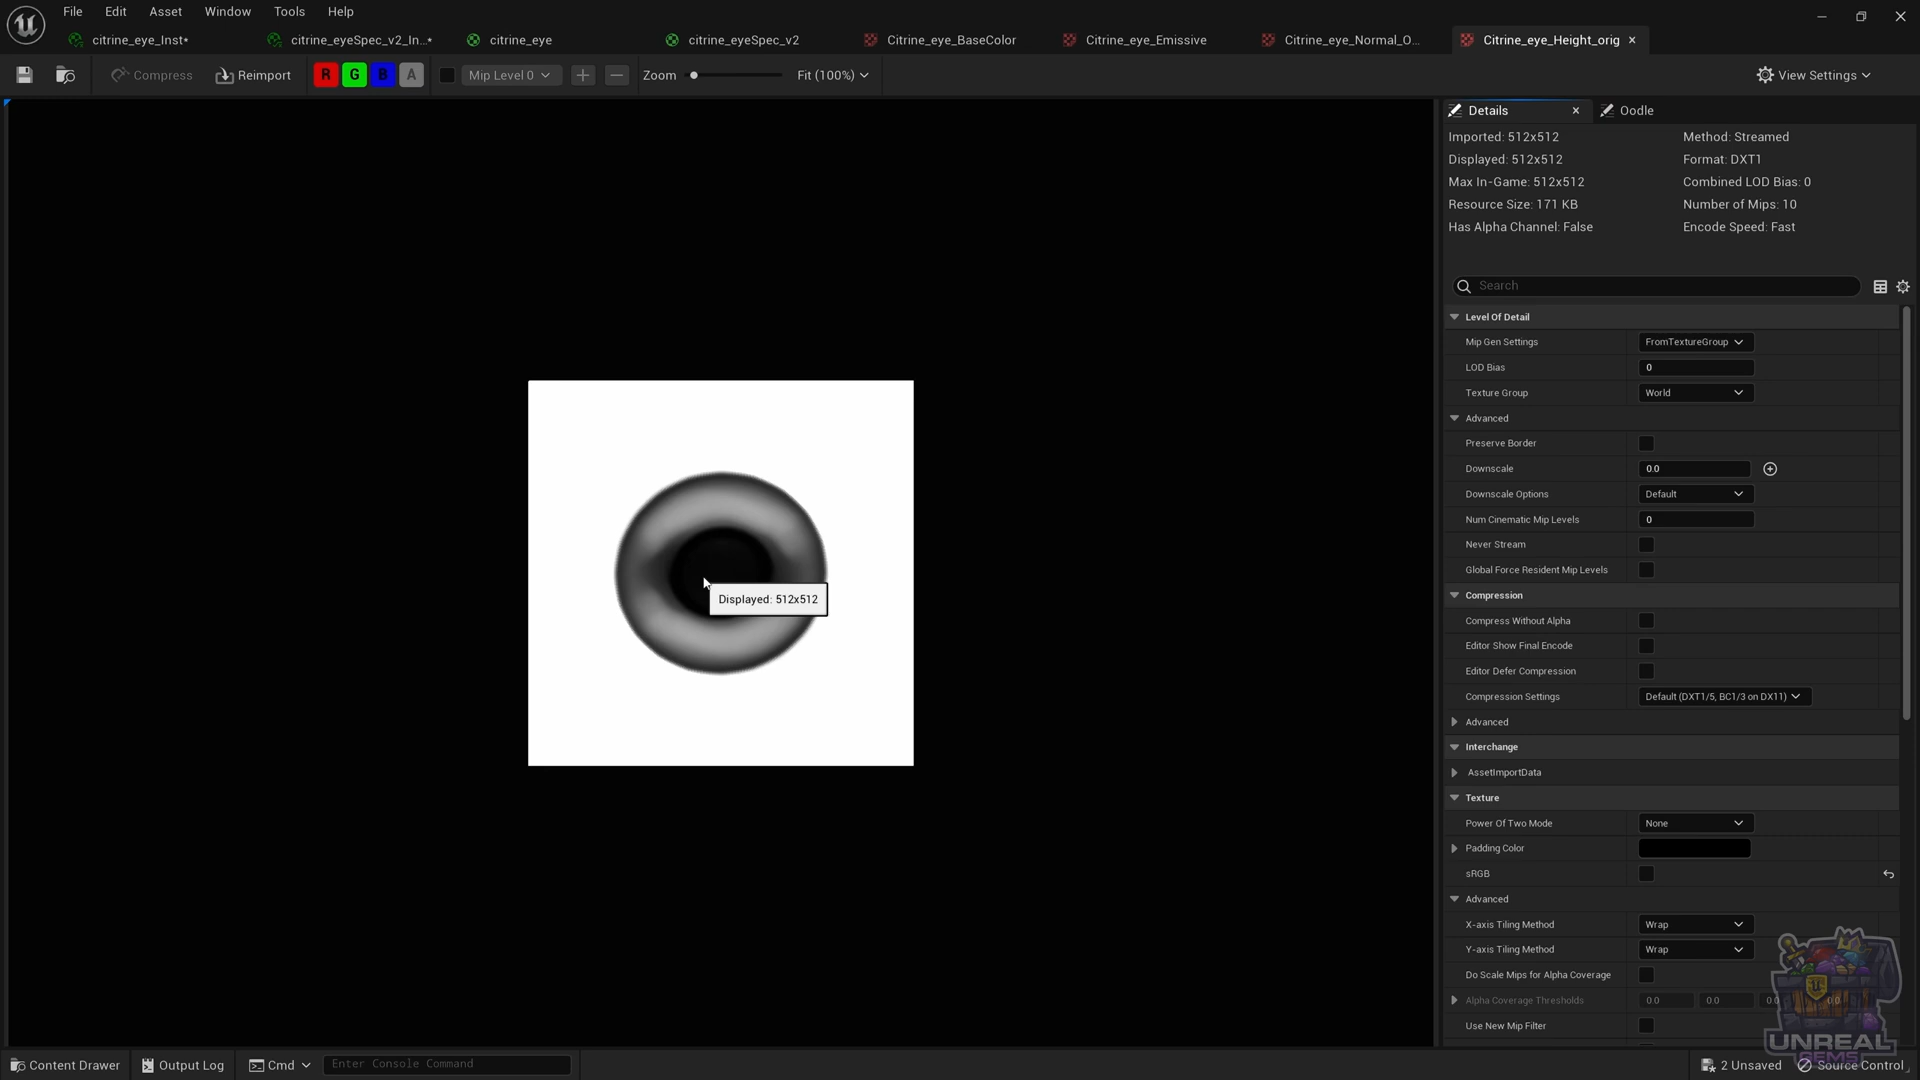 File Edit Asset Window Tools Help
citrine_eye_Inst* citrine_eyeSpec_v2_In...* citrine_eye citrine_eyeSpec_v2 Citrine_eye_BaseColor Citrine_eye_Emissive Citrine_eye_Normal_O... Citrine_eye_Height_orig
Compress Reimport R G B A Mip Level 0 Zoom Fit (100%) View Settings
Details Oodle
Imported: 512x512 Method: Streamed
Displayed: 512x512 Format: DXT1
Max In-Game: 512x512 Combined LOD Bias: 0
Resource Size: 171 KB Number of Mips: 10
Has Alpha Channel: False Encode Speed: Fast
Search
Level Of Detail
Mip Gen Settings FromTextureGroup
LOD Bias 0
Texture Group World
Advanced
Preserve Border
Downscale 0.0
Downscale Options Default
Num Cinematic Mip Levels 0
Never Stream
Global Force Resident Mip Levels
Compression
Compress Without Alpha
Editor Show Final Encode
Editor Defer Compression
Compression Settings Default (DXT1/5, BC1/3 on DX11)
Advanced
Interchange
AssetImportData
Texture
Power Of Two Mode None
Padding Color
sRGB
Advanced
X-axis Tiling Method Wrap
Y-axis Tiling Method Wrap
Do Scale Mips for Alpha Coverage
Alpha Coverage Thresholds 0.0 0.0 0.0 0.0
Use New Mip Filter
Displayed: 512x512
UNREAL
GEMS
Content Drawer Output Log Cmd Enter Console Command 2 Unsaved Source Control